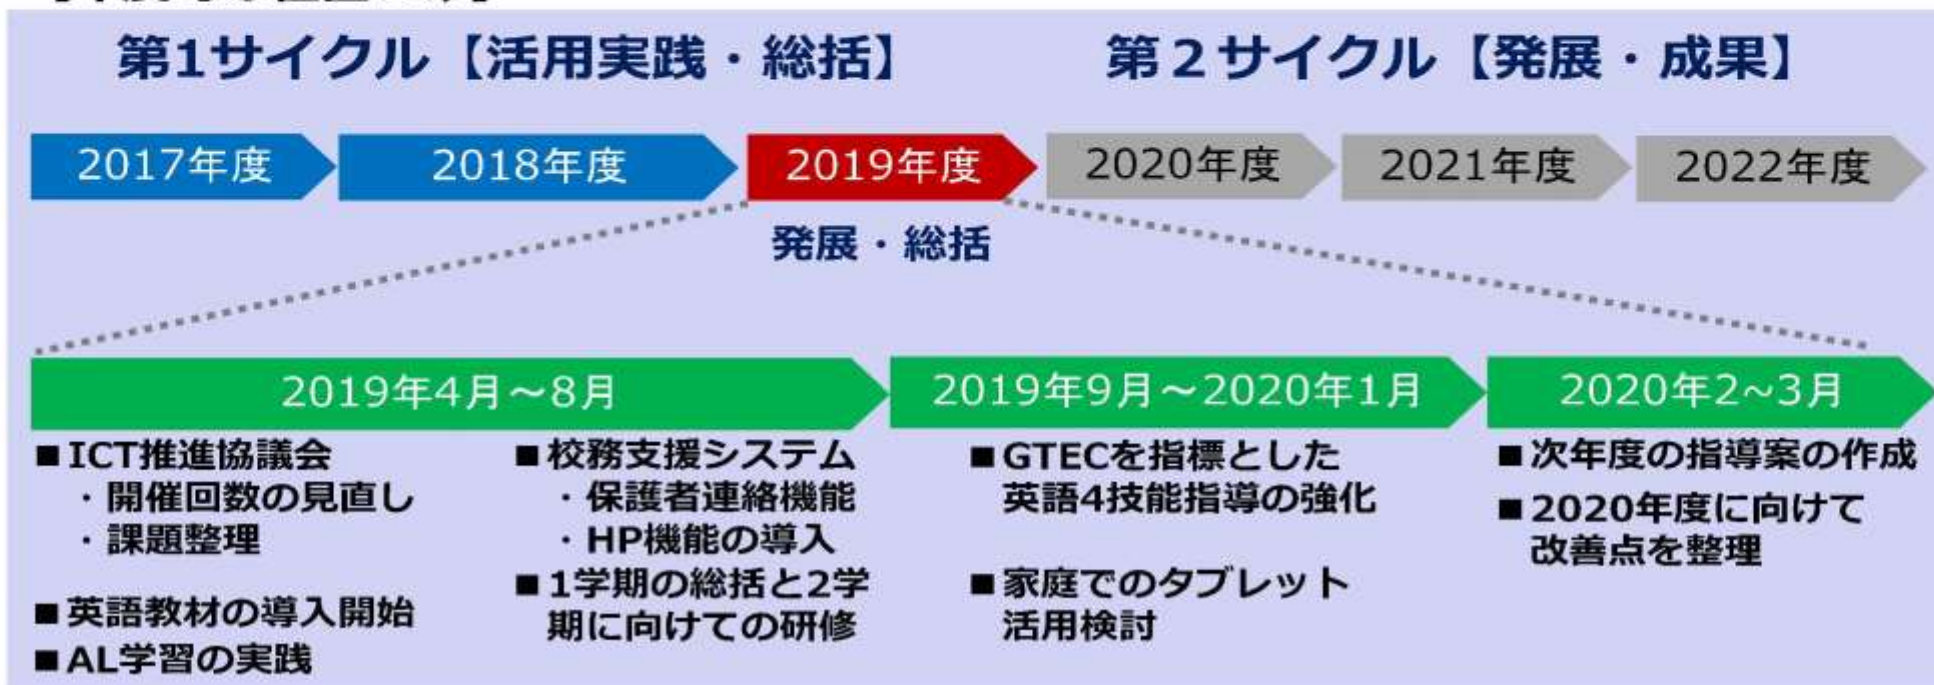 第1サイクル【活用実践・総括】
第２サイクル【発展・成果】
2017年度
2018年度
2019年度
2020年度
2021年度
2022年度
発展・総括
2019年4月～8月
■ICT推進協議会
・開催回数の見直し
・課題整理
■英語教材の導入開始
■AL学習の実践
■校務支援システム
・保護者連絡機能
・HP機能の導入
■1学期の総括と2学
期に向けての研修
2019年9月～2020年1月
■GTECを指標とした
英語4技能指導の強化
■家庭でのタブレット
活用検討
2020年2~3月
■次年度の指導案の作成
■2020年度に向けて
改善点を整理